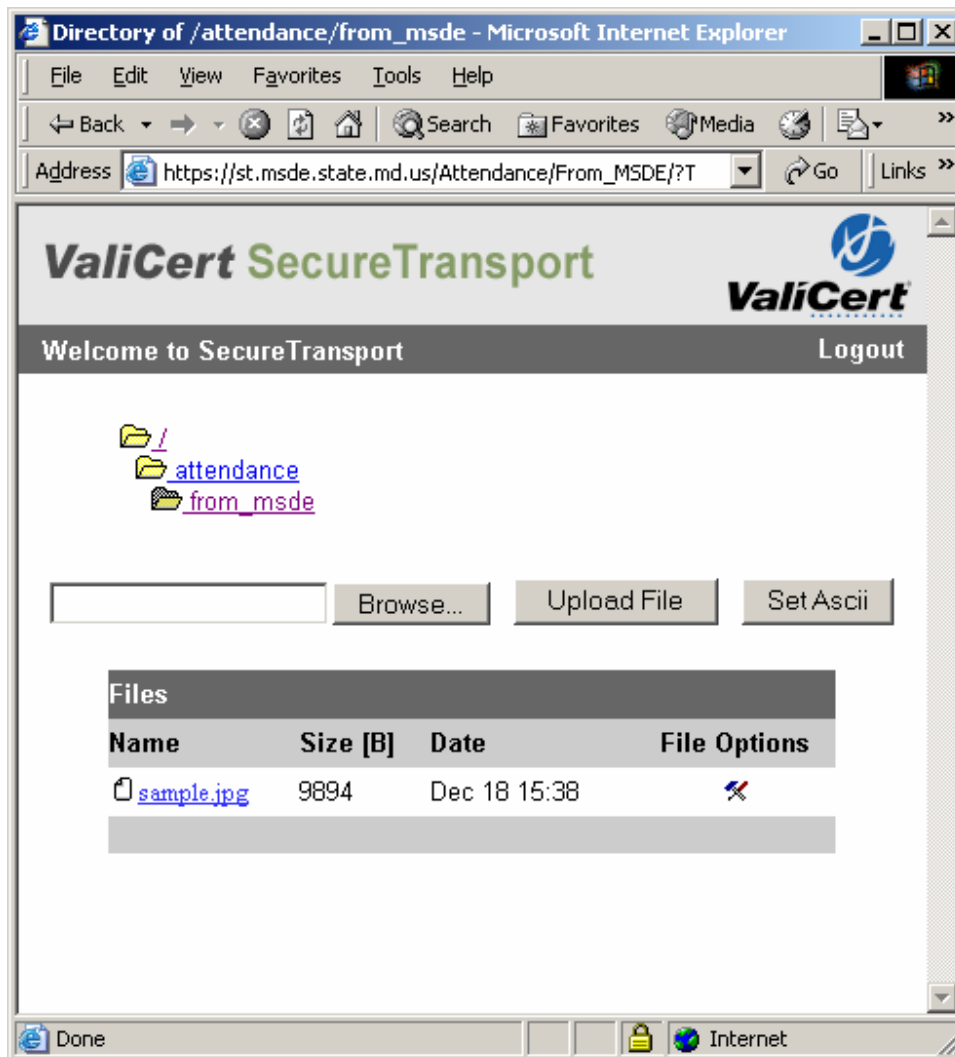 Directory of /attendance/from_msde - Microsoft Internet Explorer
File Edit View Favorites Tools Help
Back Search Favorites Media »
Address https://st.msde.state.md.us/Attendance/From_MSDE/?T Go Links »
ValiCert SecureTransport
ValiCert
Welcome to SecureTransport Logout
/
attendance
from_msde
Browse... Upload File Set Ascii
Files
Name Size [B] Date File Options
sample.jpg 9894 Dec 18 15:38
Done Internet